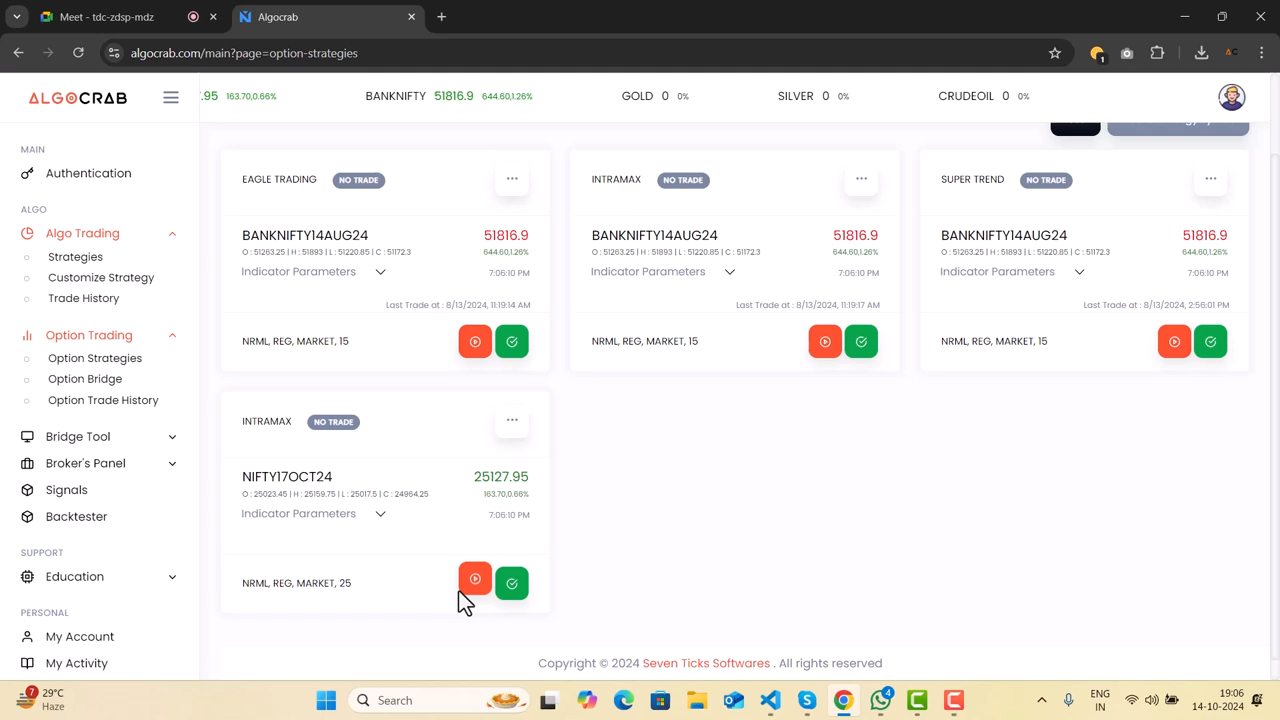 Meet - tdc-zdsp-mdz
Algocrab
algocrab.com/main?page=option-strategies
1
AC
ALGOCRAB
7.95 163.70,0.66% BANKNIFTY 51816.9 644.60,1.26% GOLD 0 0% SILVER 0 0% CRUDEOIL 0 0%
MAIN
Authentication
ALGO
Algo Trading
Strategies
Customize Strategy
Trade History
Option Trading
Option Strategies
Option Bridge
Option Trade History
Bridge Tool
Broker's Panel
Signals
Backtester
SUPPORT
Education
PERSONAL
My Account
My Activity
EAGLE TRADING NO TRADE
BANKNIFTY14AUG24 51816.9
O : 51263.25 | H : 51893 | L : 51220.85 | C : 51172.3 644.60,1.26%
Indicator Parameters 7:06:10 PM
Last Trade at : 8/13/2024, 11:19:14 AM
NRML, REG, MARKET, 15
INTRAMAX NO TRADE
BANKNIFTY14AUG24 51816.9
O : 51263.25 | H : 51893 | L : 51220.85 | C : 51172.3 644.60,1.26%
Indicator Parameters 7:06:10 PM
Last Trade at : 8/13/2024, 11:19:17 AM
NRML, REG, MARKET, 15
SUPER TREND NO TRADE
BANKNIFTY14AUG24 51816.9
O : 51263.25 | H : 51893 | L : 51220.85 | C : 51172.3 644.60,1.26%
Indicator Parameters 7:06:10 PM
Last Trade at : 8/13/2024, 2:56:01 PM
NRML, REG, MARKET, 15
INTRAMAX NO TRADE
NIFTY17OCT24 25127.95
O : 25023.45 | H : 25159.75 | L : 25017.5 | C : 24964.25 163.70,0.66%
Indicator Parameters 7:06:10 PM
NRML, REG, MARKET, 25
Copyright © 2024 Seven Ticks Softwares . All rights reserved
7
29°C
Haze
Search
4
ENG
IN
19:06
14-10-2024